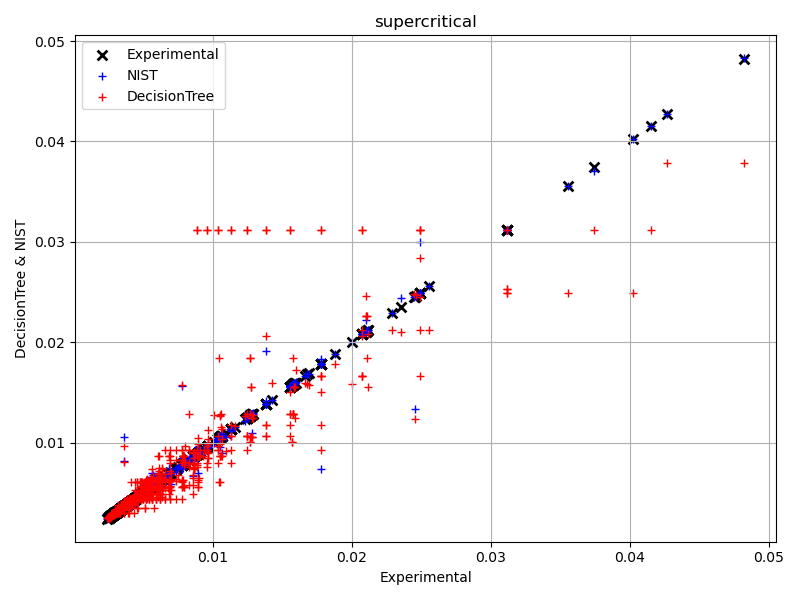 supercritical
Experimental
NIST
DecisionTree
0.05
0.04
0.03
0.02
0.01
DecisionTree & NIST
0.01
0.02
0.03
0.04
0.05
Experimental